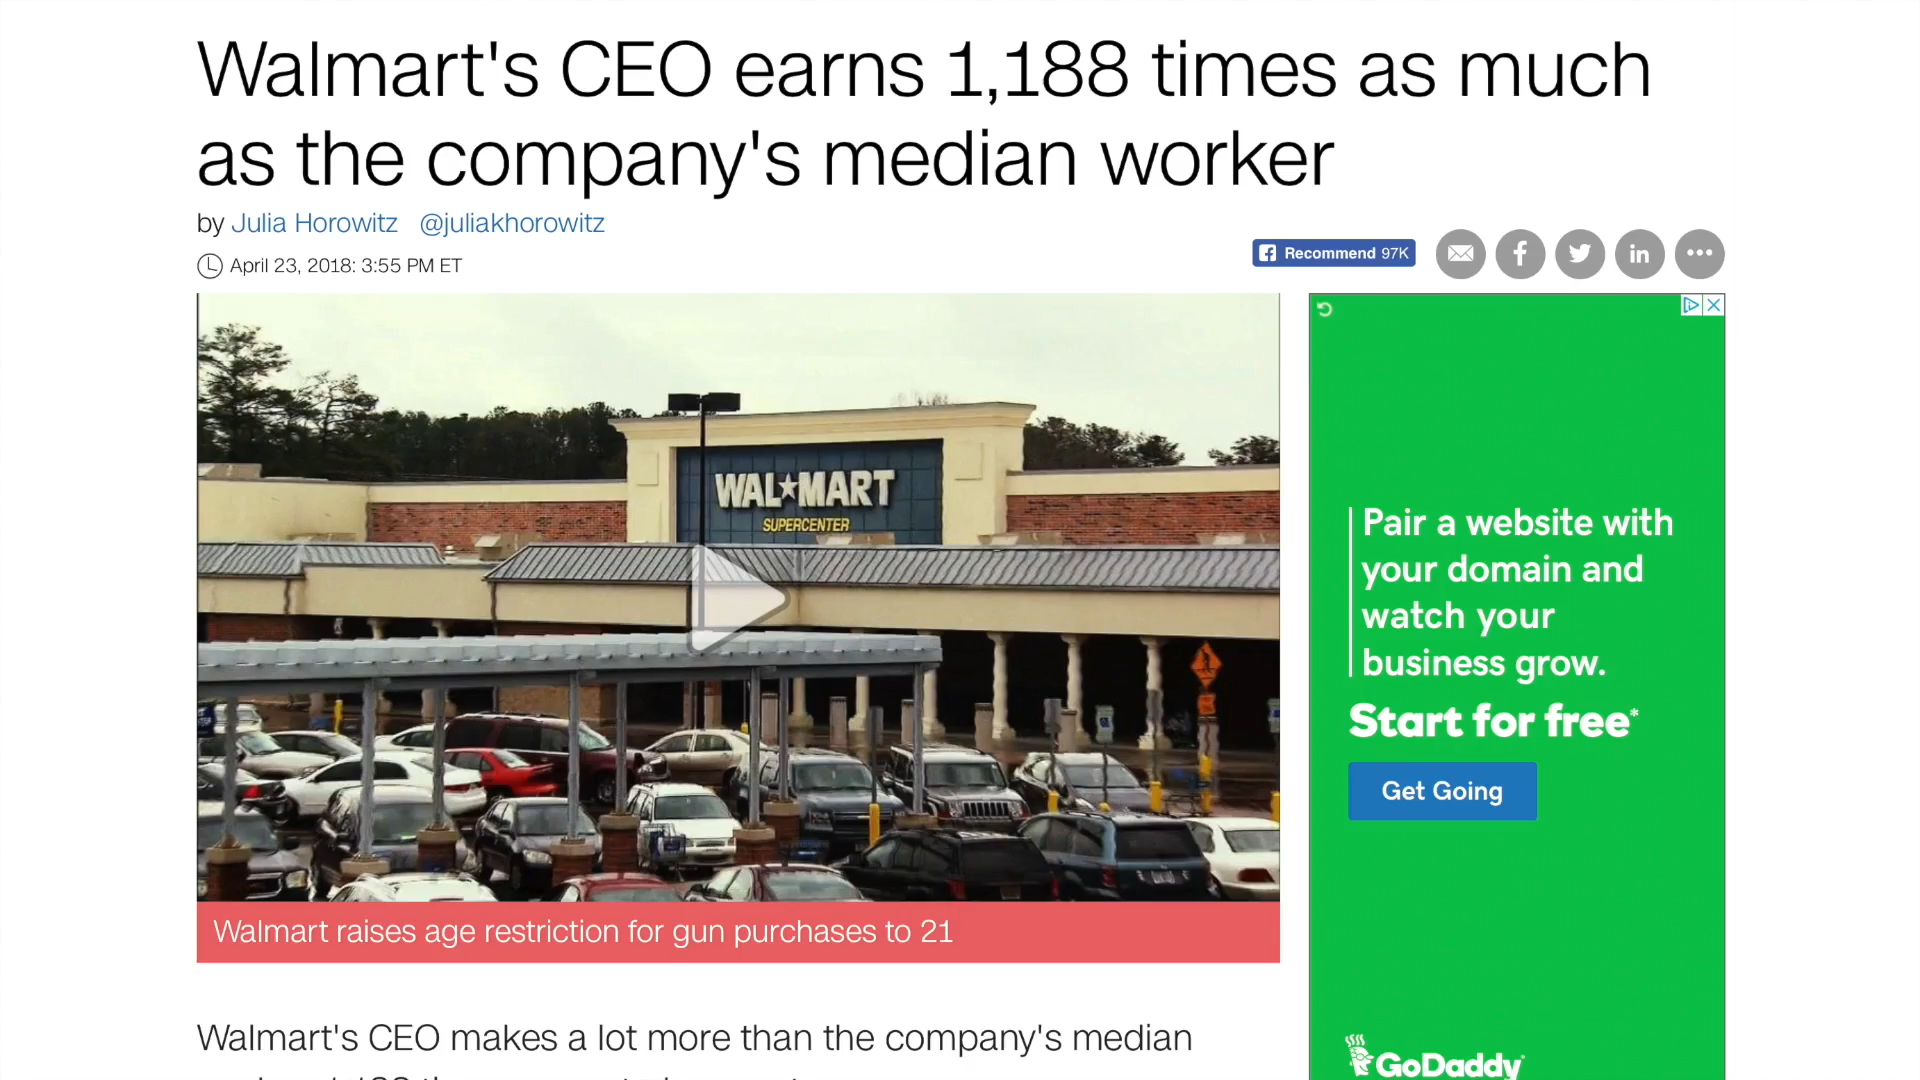 Walmart's CEO earns 1,188 times as much
as the company's median worker
by Julia Horowitz @juliakhorowitz
April 23, 2018: 3:55 PM ET
Recommend 97K
WAL★MART
SUPERCENTER
Walmart raises age restriction for gun purchases to 21
Pair a website with
your domain and
watch your
business grow.
Start for free*
Get Going
GoDaddy
Walmart's CEO makes a lot more than the company's median